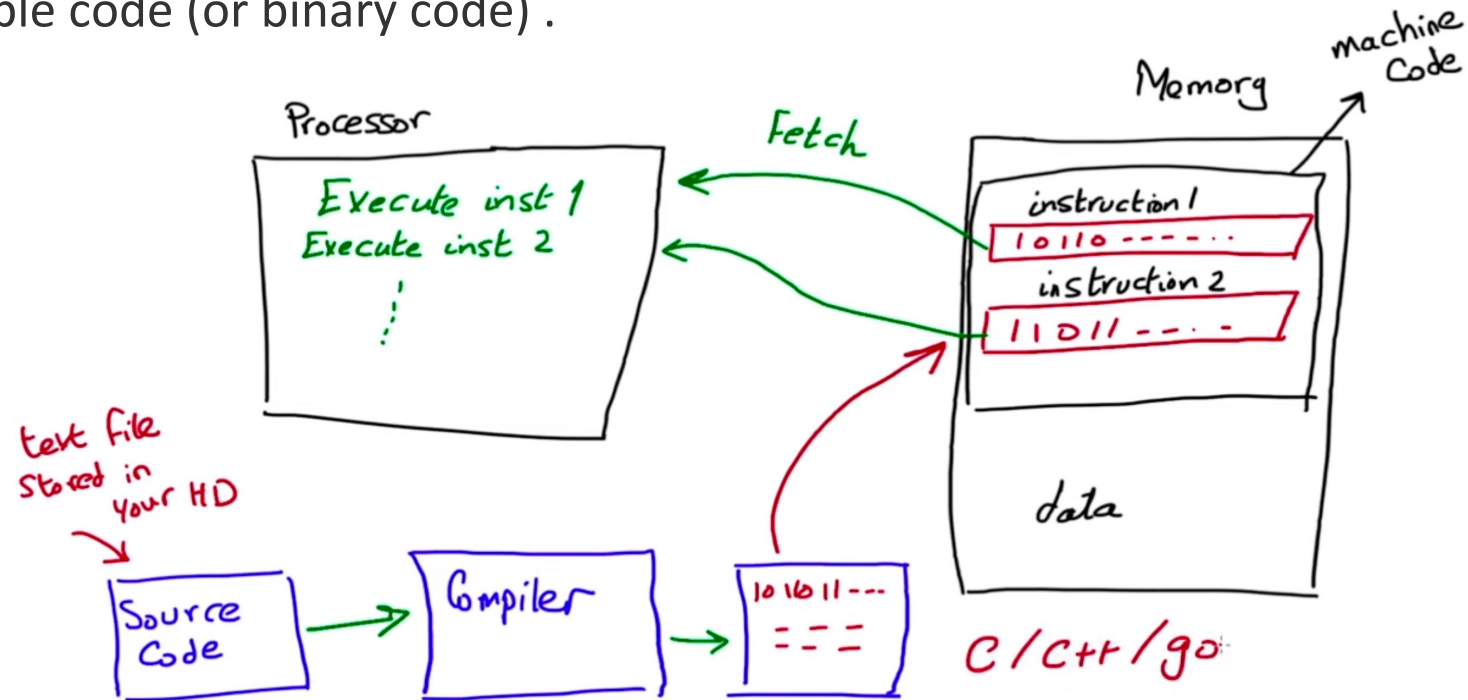 ble code (or binary code) .
machine
Code
Memory
Processor
Fetch
Execute inst 1
Execute inst 2
instruction 1
10110 ------..
instruction 2
11011 --.-
text file
stored in
your HD
data
Source
Code
Compiler
101011 ---
C/C++/go